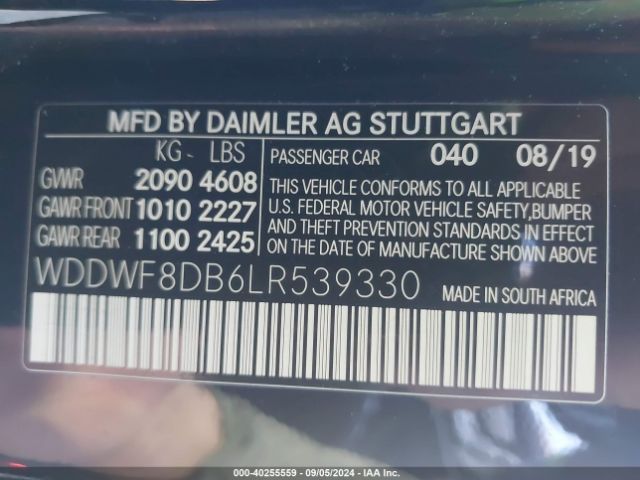 MFD BY DAIMLER AG STUTTGART
KG- LBS
GVWR 2090 4608
GAWR FRONT 1010 2227
GAWR REAR 1100 2425
PASSENGER CAR 040 08/19
THIS VEHICLE CONFORMS TO ALL APPLICABLE
U.S. FEDERAL MOTOR VEHICLE SAFETY,BUMPER
AND THEFT PREVENTION STANDARDS IN EFFECT
ON THE DATE OF MANUFACTURE SHOWN ABOVE
WDDWF8DB6LR539330
MADE IN SOUTH AFRICA
000-40255559 - 09/05/2024 - IAA Inc.